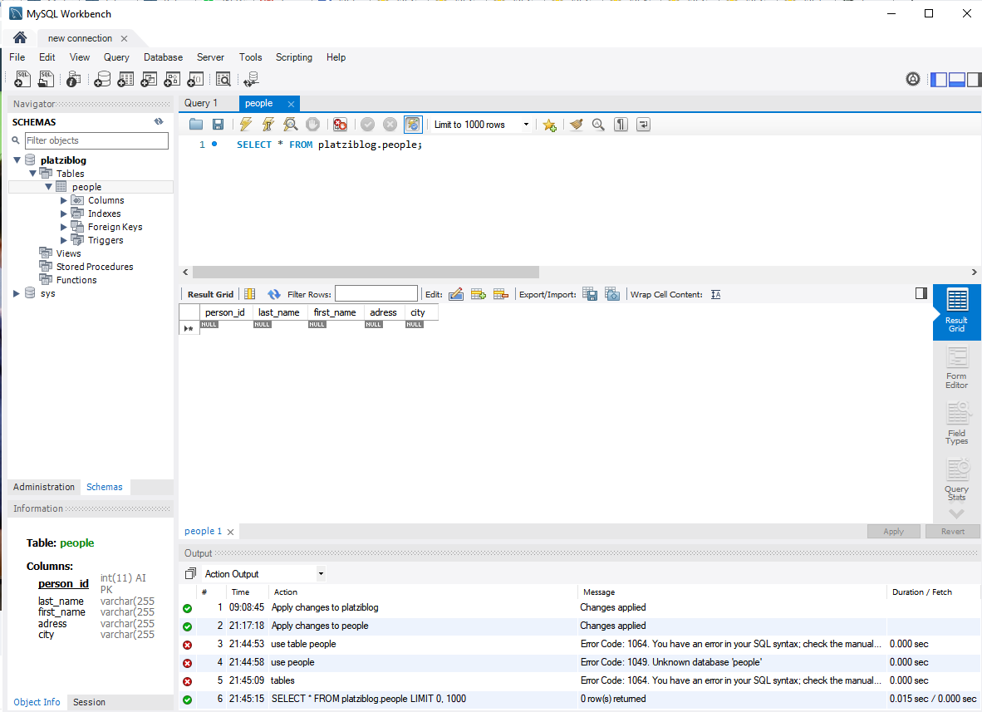 MySQL Workbench
new connection
File Edit View Query Database Server Tools Scripting Help
Navigator
SCHEMAS
Filter objects
platziblog
Tables
people
Columns
Indexes
Foreign Keys
Triggers
Views
Stored Procedures
Functions
sys
Administration Schemas
Information
Table: people
Columns:
person_id int(11) AI
PK
last_name varchar(255
first_name varchar(255
adress varchar(255
city varchar(255
Object Info Session
Query 1 people
Limit to 1000 rows
1 SELECT * FROM platziblog.people;
Result Grid Filter Rows: Edit: Export/Import: Wrap Cell Content:
person_id last_name first_name adress city
NULL NULL NULL NULL NULL
Result
Grid
Form
Editor
Field
Types
Query
Stats
people 1 Apply Revert
Output
Action Output
# Time Action Message Duration / Fetch
1 09:08:45 Apply changes to platziblog Changes applied
2 21:17:18 Apply changes to people Changes applied
3 21:44:53 use table people Error Code: 1064. You have an error in your SQL syntax; check the manual... 0.000 sec
4 21:44:58 use people Error Code: 1049. Unknown database 'people' 0.000 sec
5 21:45:09 tables Error Code: 1064. You have an error in your SQL syntax; check the manual... 0.000 sec
6 21:45:15 SELECT * FROM platziblog.people LIMIT 0, 1000 0 row(s) returned 0.015 sec / 0.000 sec